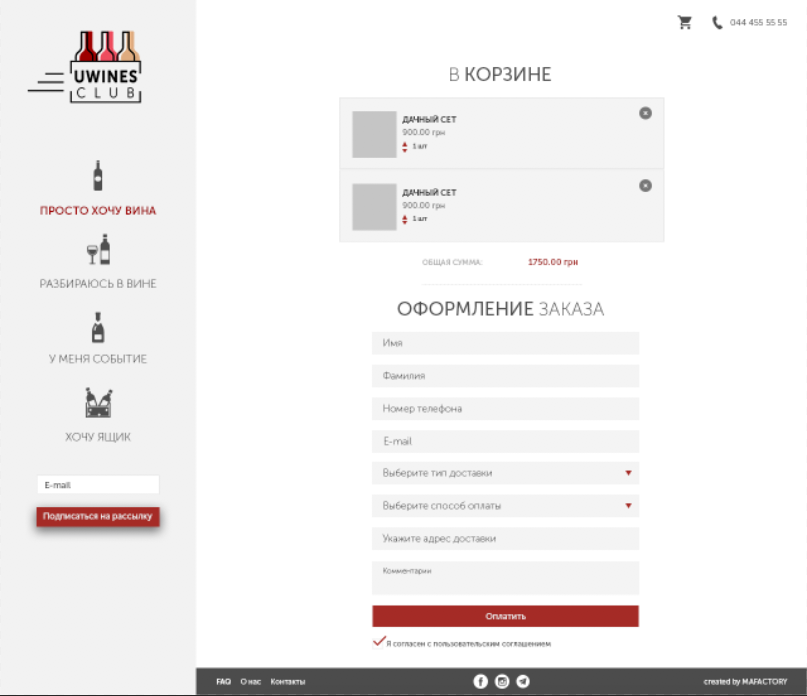 UWINES
CLUB
ПРОСТО ХОЧУ ВИНА
РАЗБИРАЮСЬ В ВИНЕ
У МЕНЯ СОБЫТИЕ
ХОЧУ ЯЩИК
E-mail
Подписаться на рассылку
044 455 55 55
В КОРЗИНЕ
ДАЧНЫЙ СЕТ
900.00 грн
1 шт
ДАЧНЫЙ СЕТ
900.00 грн
1 шт
ОБЩАЯ СУММА: 1750.00 грн
ОФОРМЛЕНИЕ ЗАКАЗА
Имя
Фамилия
Номер телефона
E-mail
Выберите тип доставки
Выберите способ оплаты
Укажите адрес доставки
Комментарии
Оплатить
Я согласен с пользовательским соглашением
FAQ О нас Контакты
created by MAFACTORY